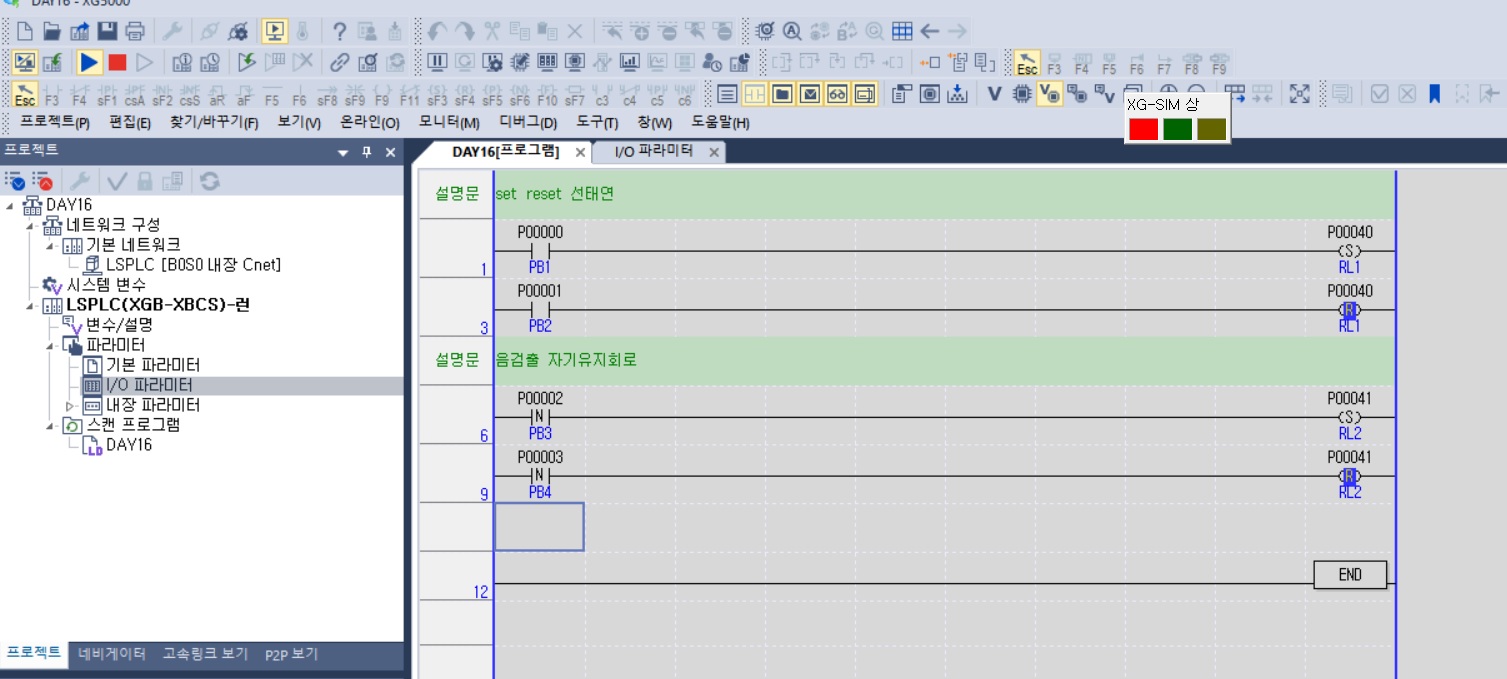 DAY16 - XG5000
Esc F3 F4 F5 F6 F7 F8 F9
Esc F3 F4 sF1 csA sF2 csS aR aF F5 F6 sF8 sF9 F9 F11 sF3 sF4 sF5 sF6 F10 sF7 c3 c4 c5 c6
XG-SIM 상
프로젝트(P) 편집(E) 찾기/바꾸기(F) 보기(V) 온라인(O) 모니터(M) 디버그(D) 도구(T) 창(W) 도움말(H)
프로젝트
DAY16[프로그램] I/O 파라미터
DAY16
네트워크 구성
기본 네트워크
LSPLC [B0S0 내장 Cnet]
시스템 변수
LSPLC(XGB-XBCS)-런
변수/설명
파라미터
기본 파라미터
I/O 파라미터
내장 파라미터
스캔 프로그램
DAY16
설명문 set reset 선태연
P00000 P00040
(S)
1 PB1 RL1
P00001 P00040
(R)
3 PB2 RL1
설명문 음검출 자기유지회로
P00002 P00041
N (S)
6 PB3 RL2
P00003 P00041
N (R)
9 PB4 RL2
END
12
프로젝트 네비게이터 고속링크 보기 P2P 보기